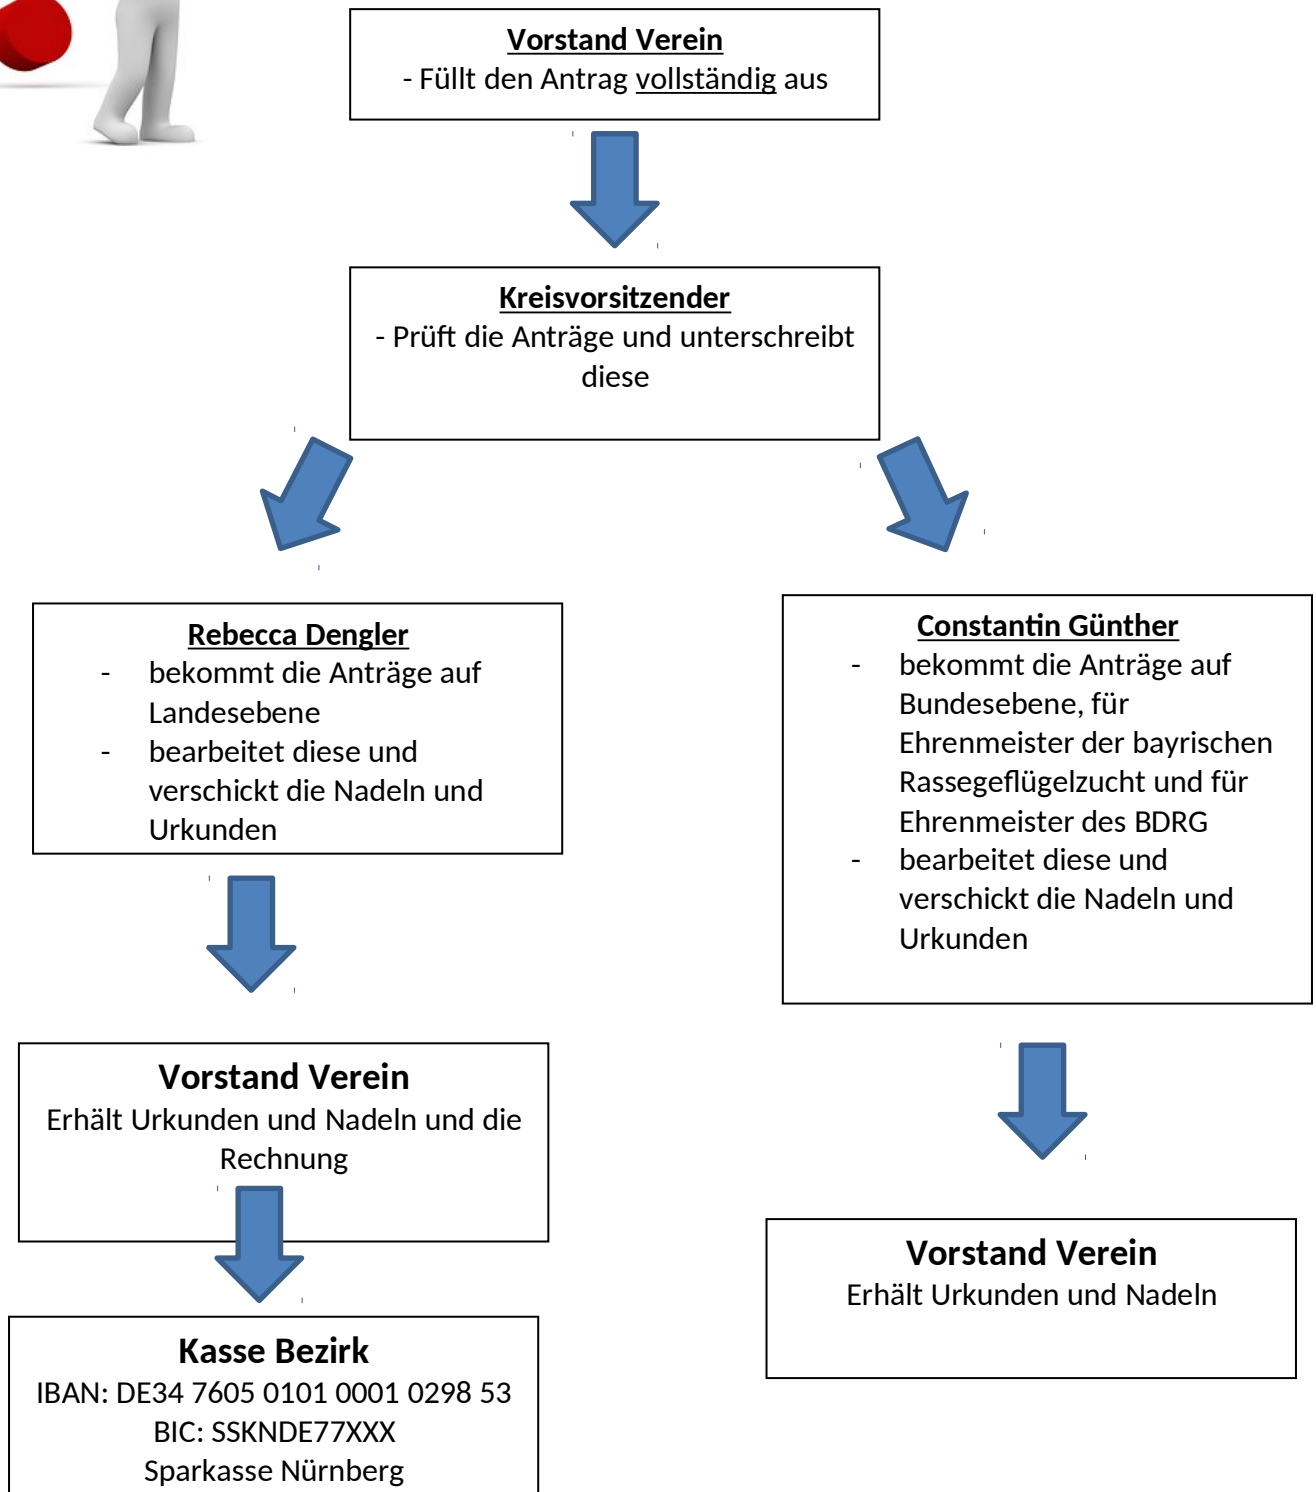 Vorstand Verein
- Füllt den Antrag vollständig aus
Kreisvorsitzender
- Prüft die Anträge und unterschreibt
diese
Rebecca Dengler
- bekommt die Anträge auf
Landesebene
- bearbeitet diese und
verschickt die Nadeln und
Urkunden
Constantin Günther
- bekommt die Anträge auf
Bundesebene, für
Ehrenmeister der bayrischen
Rassegeflügelzucht und für
Ehrenmeister des BDRG
- bearbeitet diese und
verschickt die Nadeln und
Urkunden
Vorstand Verein
Erhält Urkunden und Nadeln und die
Rechnung
Vorstand Verein
Erhält Urkunden und Nadeln
Kasse Bezirk
IBAN: DE34 7605 0101 0001 0298 53
BIC: SSKNDE77XXX
Sparkasse Nürnberg